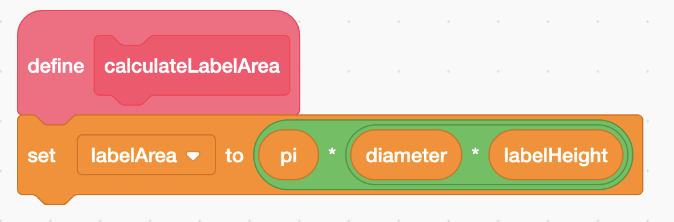 define calculateLabelArea
set labelArea to pi * diameter * labelHeight